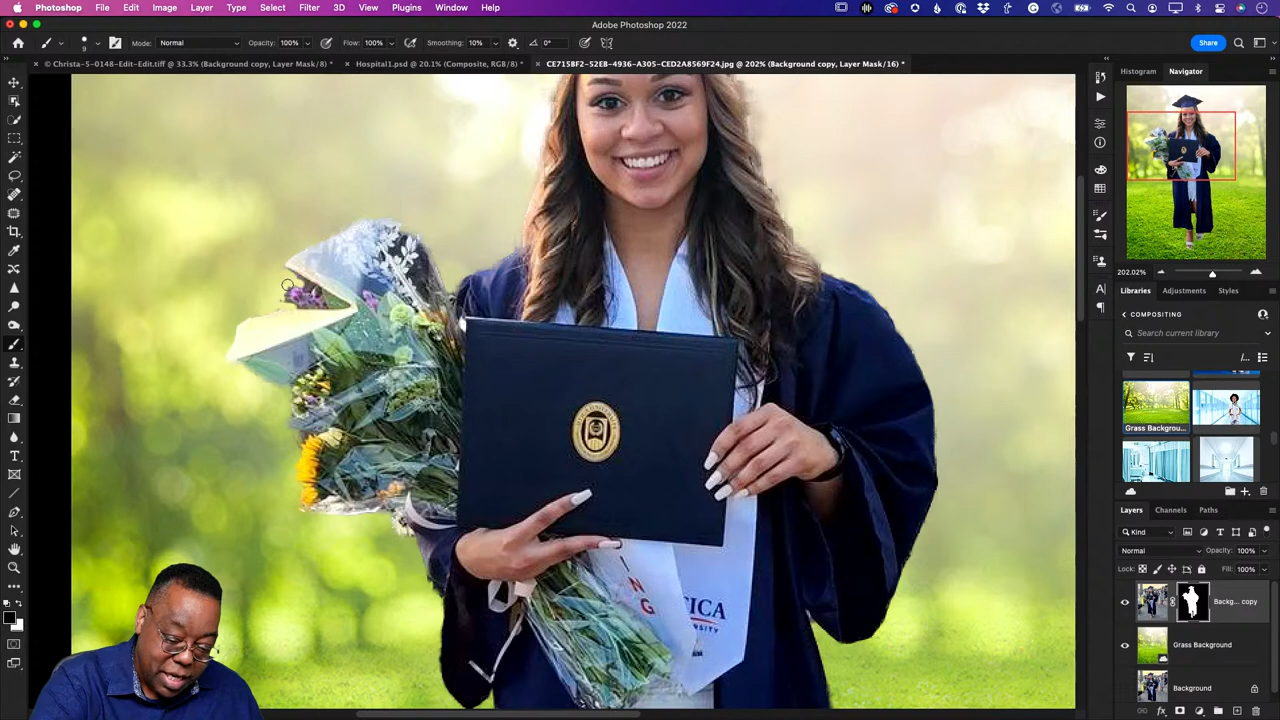 Photoshop File Edit Image Layer Type Select Filter 3D View Plugins Window Help
Adobe Photoshop 2022
Mode: Normal Opacity: 100% Flow: 100% Smoothing: 10% 0° Share
9
© Christa-5-0148-Edit-Edit.tiff @ 33.3% (Background copy, Layer Mask/8) * Hospital1.psd @ 20.1% (Composite, RGB/8) * CE715BF2-52EB-4936-A305-CED2A8569F24.jpg @ 202% (Background copy, Layer Mask/16) *
Histogram Navigator
202.02%
Libraries Adjustments Styles
COMPOSITING
Search current library
Grass Backgrou...
Layers Channels Paths
Kind
Normal Opacity: 100%
Lock: Fill: 100%
Backg... copy
Grass Background
Background
I
N
G
TICA
RSITY